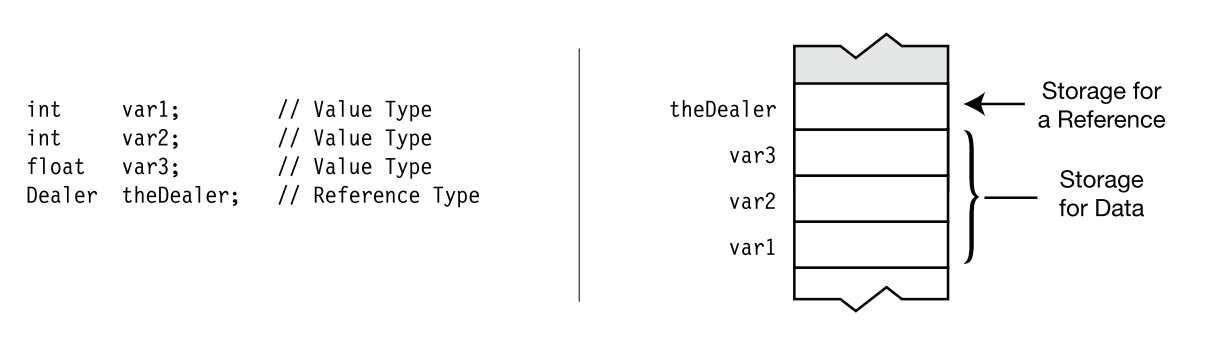 int     var1;        // Value Type
int     var2;        // Value Type
float   var3;        // Value Type
Dealer  theDealer;   // Reference Type
theDealer
var3
var2
var1
Storage for
a Reference
Storage
for Data